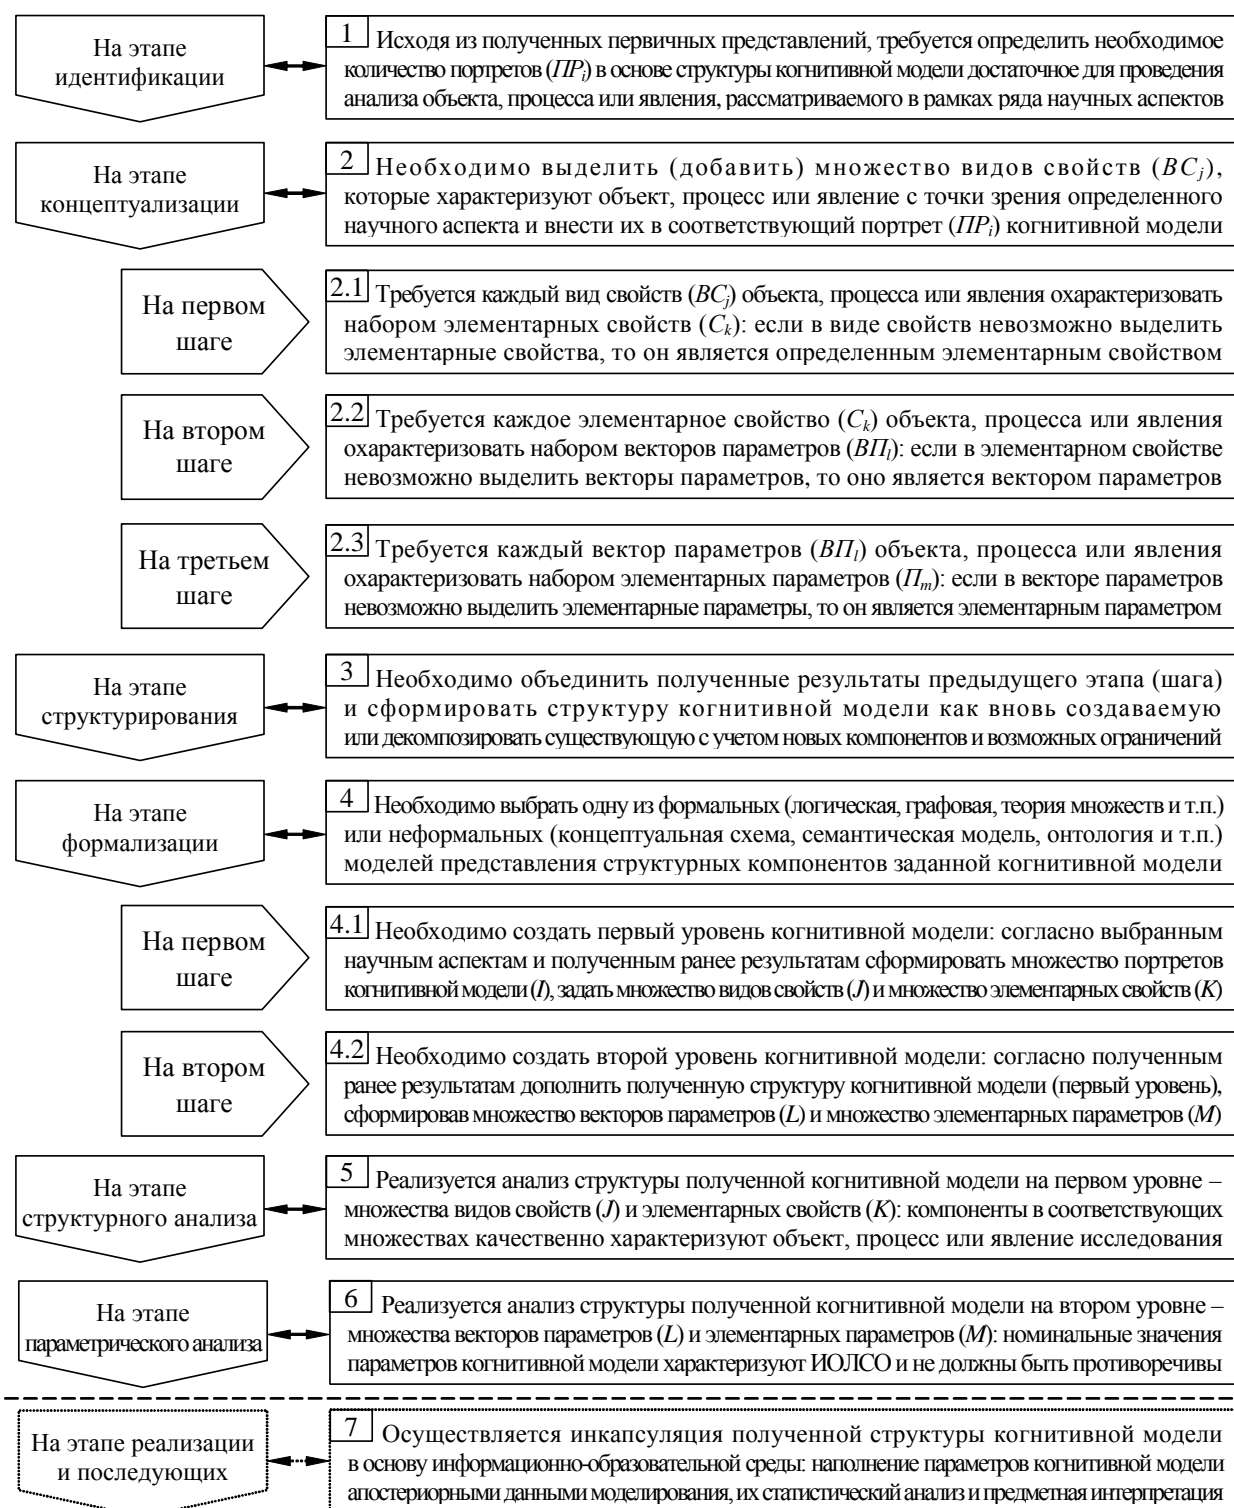 На этапе
идентификации
1 Исходя из полученных первичных представлений, требуется определить необходимое
количество портретов (ПР_i) в основе структуры когнитивной модели достаточное для проведения
анализа объекта, процесса или явления, рассматриваемого в рамках ряда научных аспектов
На этапе
концептуализации
2 Необходимо выделить (добавить) множество видов свойств (ВС_j),
которые характеризуют объект, процесс или явление с точки зрения определенного
научного аспекта и внести их в соответствующий портрет (ПР_i) когнитивной модели
На первом
шаге
2.1 Требуется каждый вид свойств (ВС_j) объекта, процесса или явления охарактеризовать
набором элементарных свойств (С_k): если в виде свойств невозможно выделить
элементарные свойства, то он является определенным элементарным свойством
На втором
шаге
2.2 Требуется каждое элементарное свойство (С_k) объекта, процесса или явления
охарактеризовать набором векторов параметров (ВП_l): если в элементарном свойстве
невозможно выделить векторы параметров, то оно является вектором параметров
На третьем
шаге
2.3 Требуется каждый вектор параметров (ВП_l) объекта, процесса или явления
охарактеризовать набором элементарных параметров (П_m): если в векторе параметров
невозможно выделить элементарные параметры, то он является элементарным параметром
На этапе
структурирования
3 Необходимо объединить полученные результаты предыдущего этапа (шага)
и сформировать структуру когнитивной модели как вновь создаваемую
или декомпозировать существующую с учетом новых компонентов и возможных ограничений
На этапе
формализации
4 Необходимо выбрать одну из формальных (логическая, графовая, теория множеств и т.п.)
или неформальных (концептуальная схема, семантическая модель, онтология и т.п.)
моделей представления структурных компонентов заданной когнитивной модели
На первом
шаге
4.1 Необходимо создать первый уровень когнитивной модели: согласно выбранным
научным аспектам и полученным ранее результатам сформировать множество портретов
когнитивной модели (I), задать множество видов свойств (J) и множество элементарных свойств (K)
На втором
шаге
4.2 Необходимо создать второй уровень когнитивной модели: согласно полученным
ранее результатам дополнить полученную структуру когнитивной модели (первый уровень),
сформировав множество векторов параметров (L) и множество элементарных параметров (M)
На этапе
структурного анализа
5 Реализуется анализ структуры полученной когнитивной модели на первом уровне –
множества видов свойств (J) и элементарных свойств (K): компоненты в соответствующих
множествах качественно характеризуют объект, процесс или явление исследования
На этапе
параметрического анализа
6 Реализуется анализ структуры полученной когнитивной модели на втором уровне –
множества векторов параметров (L) и элементарных параметров (M): номинальные значения
параметров когнитивной модели характеризуют ИОЛСО и не должны быть противоречивы
На этапе реализации
и последующих
7 Осуществляется инкапсуляция полученной структуры когнитивной модели
в основу информационно-образовательной среды: наполнение параметров когнитивной модели
апостериорными данными моделирования, их статистический анализ и предметная интерпретация